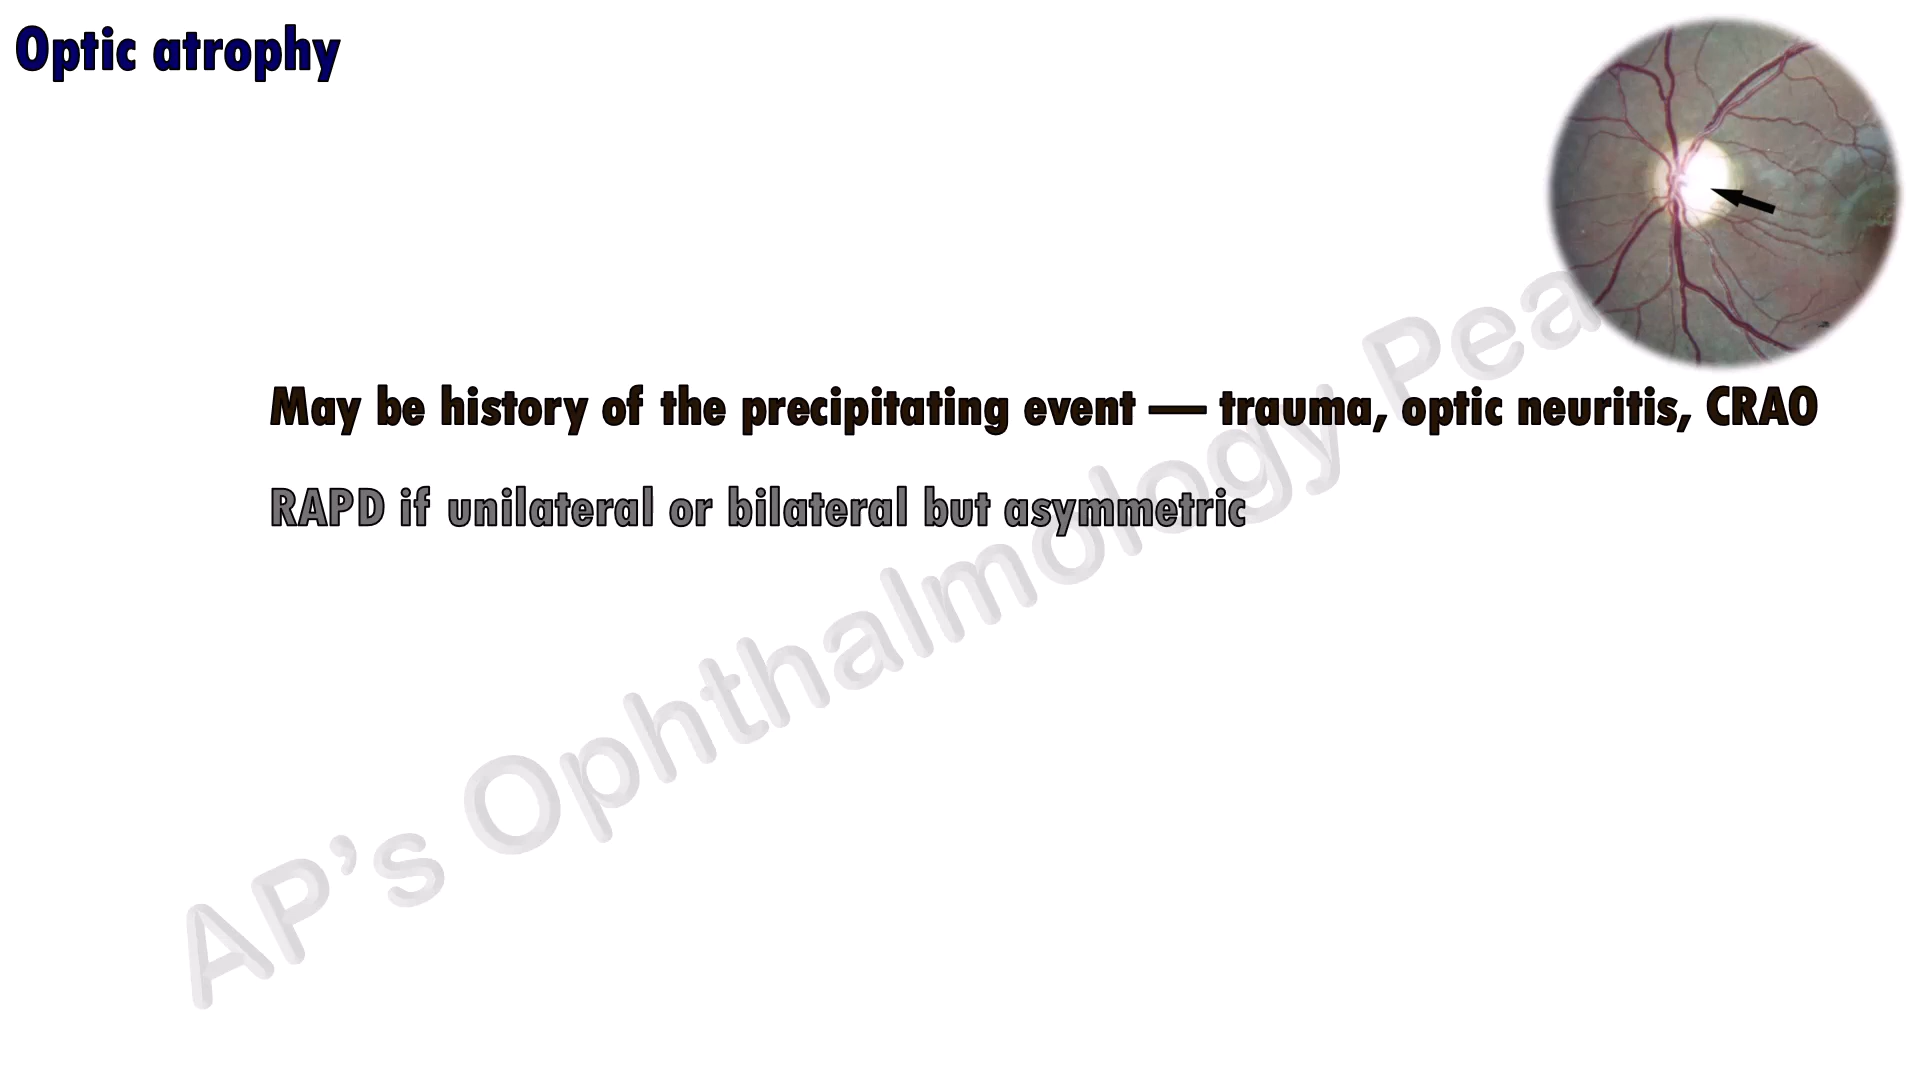 Optic atrophy
May be history of the precipitating event — trauma, optic neuritis, CRAO
RAPD if unilateral or bilateral but asymmetric
AP's Ophthalmology Pea